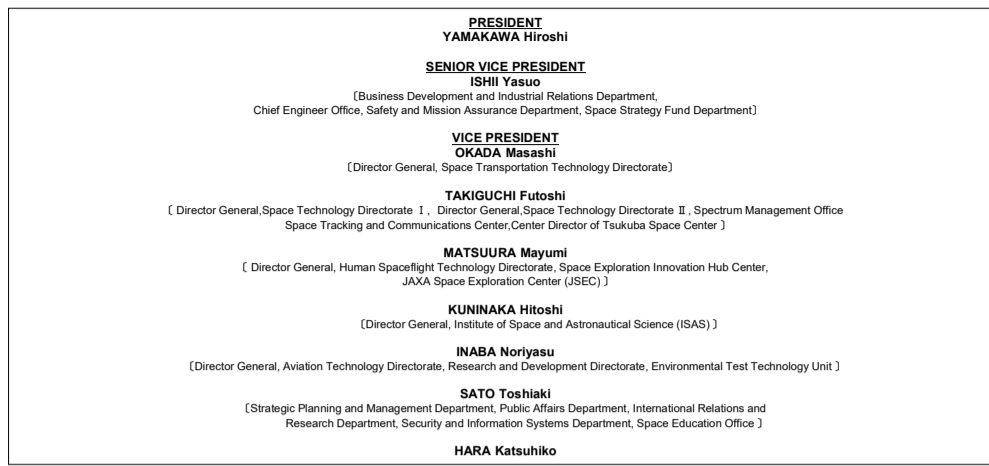 PRESIDENT
YAMAKAWA Hiroshi
SENIOR VICE PRESIDENT
ISHII Yasuo
〔Business Development and Industrial Relations Department,
Chief Engineer Office, Safety and Mission Assurance Department, Space Strategy Fund Department〕
VICE PRESIDENT
OKADA Masashi
〔Director General, Space Transportation Technology Directorate〕
TAKIGUCHI Futoshi
〔 Director General,Space Technology Directorate Ⅰ, Director General,Space Technology Directorate Ⅱ, Spectrum Management Office
Space Tracking and Communications Center,Center Director of Tsukuba Space Center 〕
MATSUURA Mayumi
〔 Director General, Human Spaceflight Technology Directorate, Space Exploration Innovation Hub Center,
JAXA Space Exploration Center (JSEC) 〕
KUNINAKA Hitoshi
〔Director General, Institute of Space and Astronautical Science (ISAS) 〕
INABA Noriyasu
〔Director General, Aviation Technology Directorate, Research and Development Directorate, Environmental Test Technology Unit 〕
SATO Toshiaki
〔Strategic Planning and Management Department, Public Affairs Department, International Relations and
Research Department, Security and Information Systems Department, Space Education Office 〕
HARA Katsuhiko